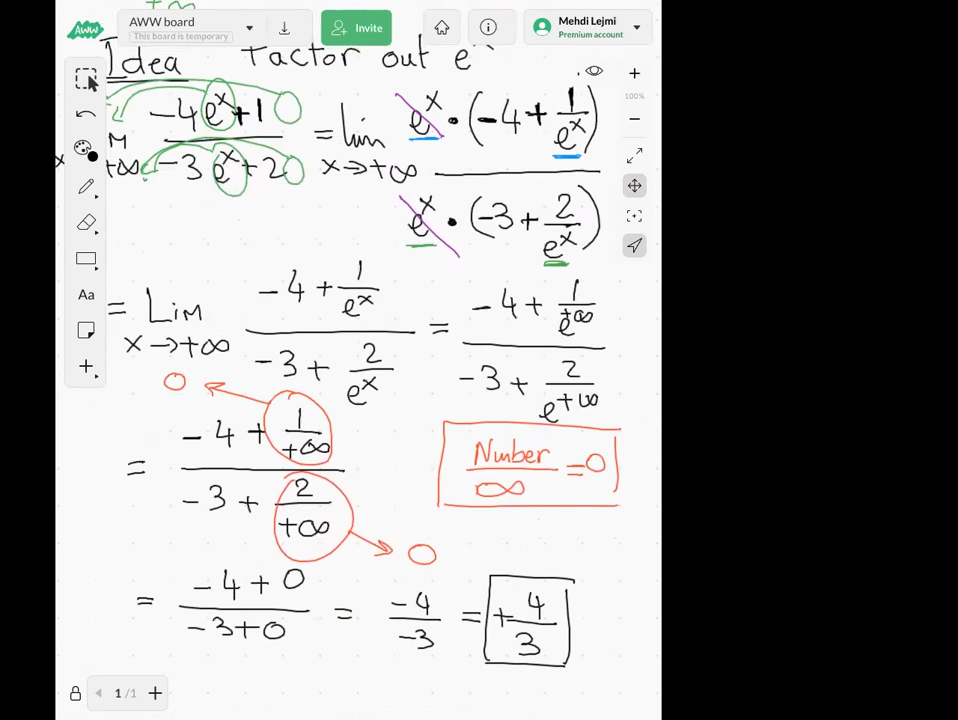 AWW board
This board is temporary
AWW
Invite
Mehdi Lejmi
Premium account
Idea factor out e
100%
-4e^x+1 / -3e^x+2 = lim x→+∞ e^x · (-4 + 1/e^x) / e^x · (-3 + 2/e^x)
= Lim x→+∞ -4 + 1/e^x / -3 + 2/e^x = -4 + 1/e^+∞ / -3 + 2/e^+∞
0
= -4 + 1/+∞ / -3 + 2/+∞
Number/∞ = 0
0
= -4+0 / -3+0 = -4/-3 = +4/3
Aa
1/1